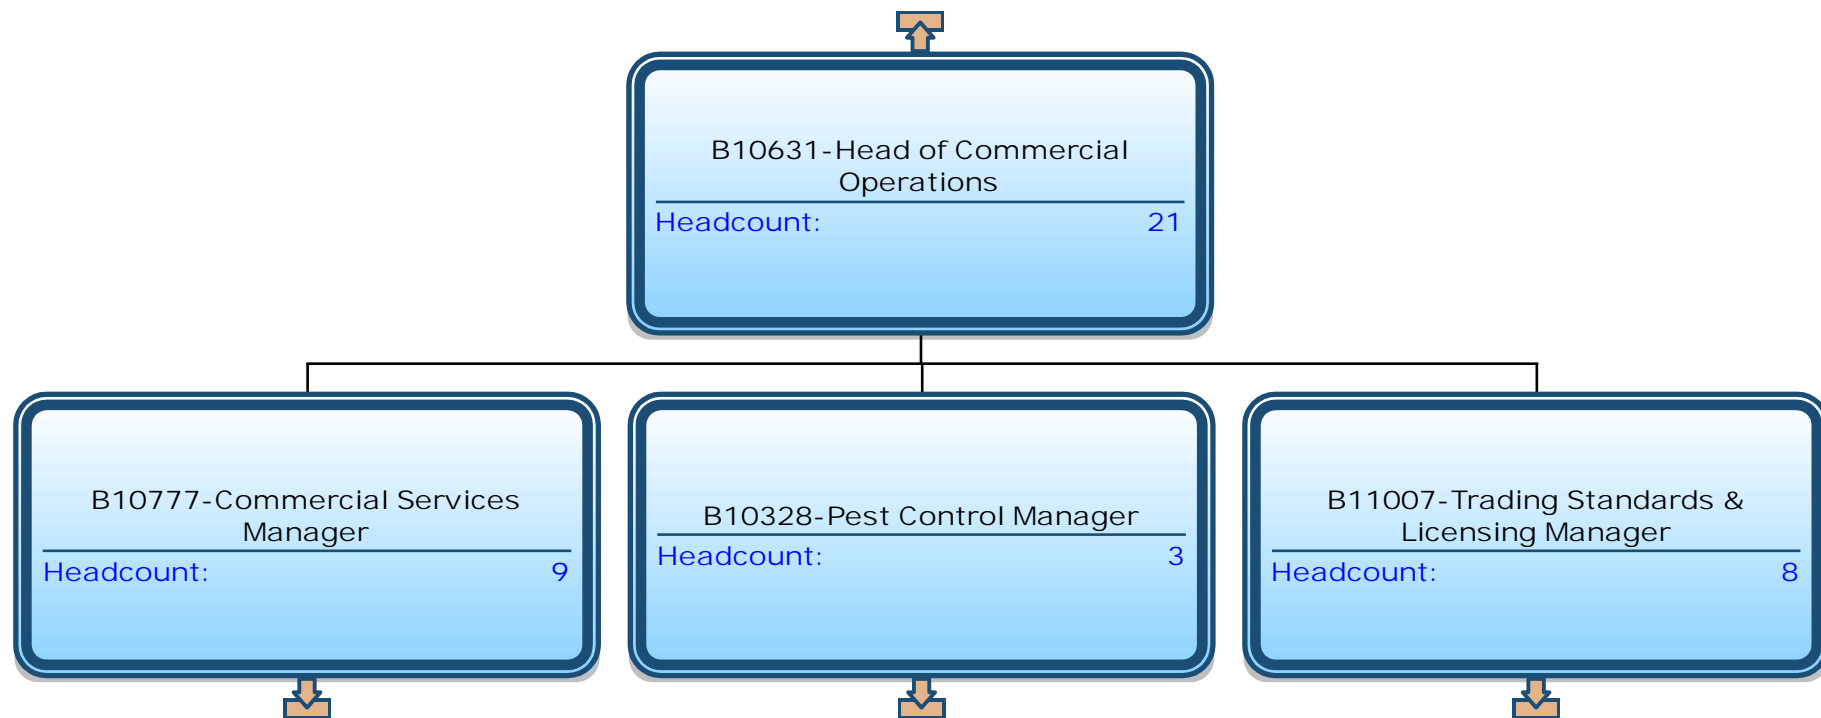 B10631-Head of Commercial
Operations
Headcount: 21
B10777-Commercial Services
Manager
Headcount: 9
B10328-Pest Control Manager
Headcount: 3
B11007-Trading Standards &
Licensing Manager
Headcount: 8